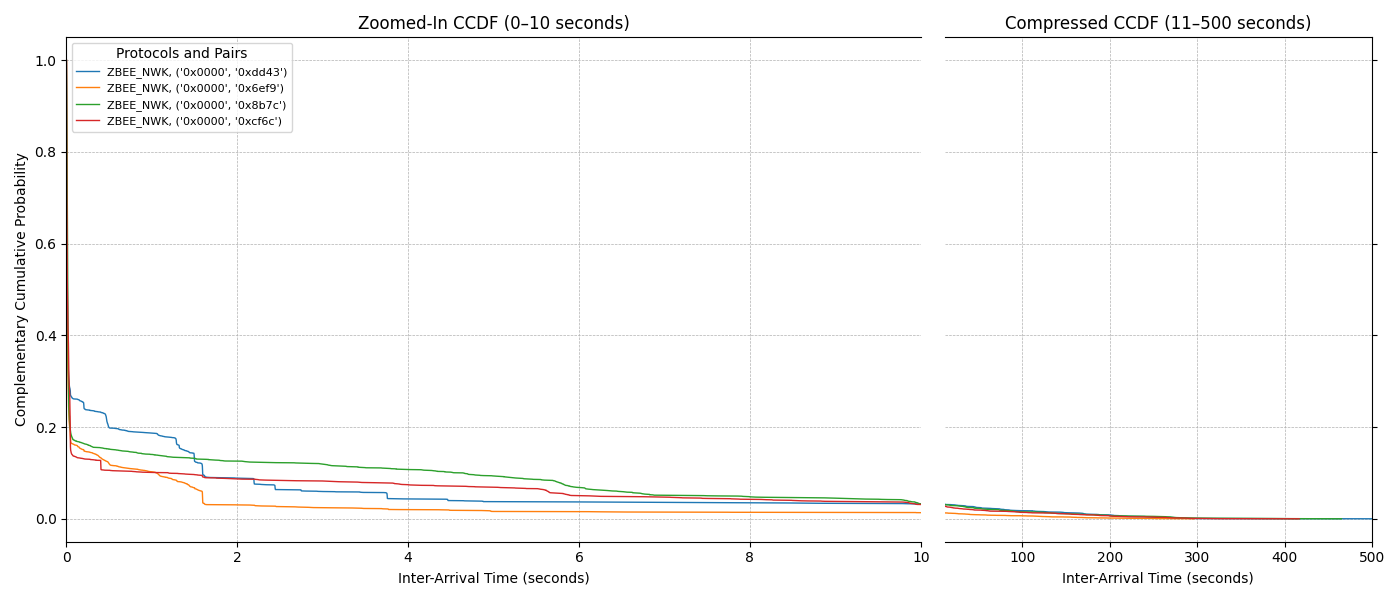 Zoomed-In CCDF (0–10 seconds)
Compressed CCDF (11–500 seconds)
Complementary Cumulative Probability
1.0
0.8
0.6
0.4
0.2
0.0
Protocols and Pairs
ZBEE_NWK, ('0x0000', '0xdd43')
ZBEE_NWK, ('0x0000', '0x6ef9')
ZBEE_NWK, ('0x0000', '0x8b7c')
ZBEE_NWK, ('0x0000', '0xcf6c')
0 2 4 6 8 10
100 200 300 400 500
Inter-Arrival Time (seconds)
Inter-Arrival Time (seconds)